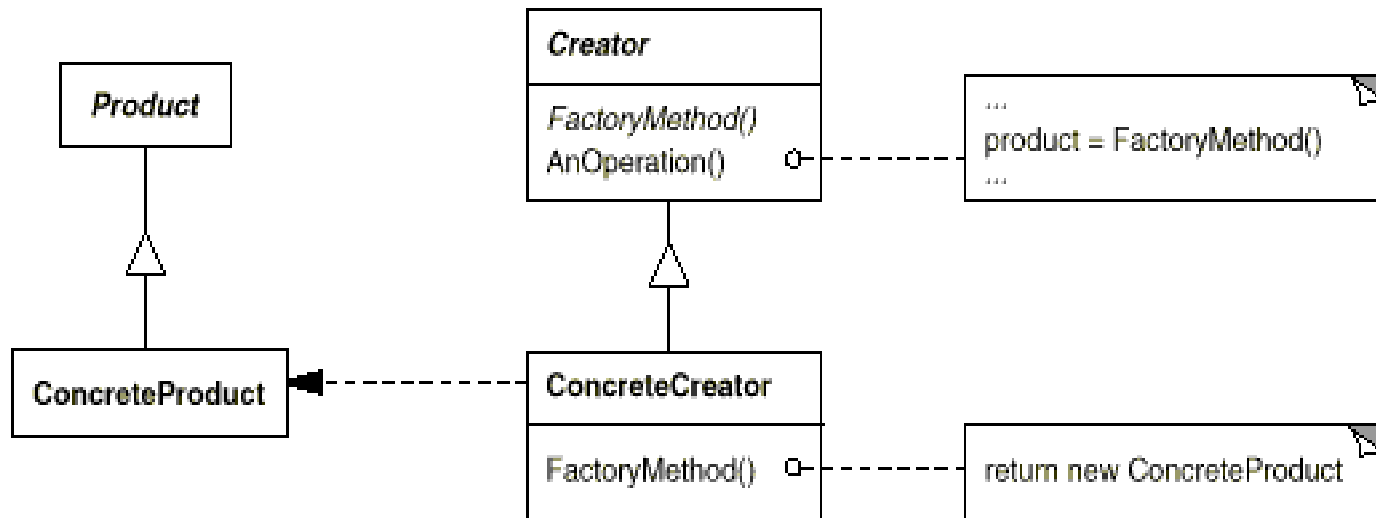 Product
ConcreteProduct
Creator
FactoryMethod()
AnOperation()
...
product = FactoryMethod()
...
ConcreteCreator
FactoryMethod()
return new ConcreteProduct